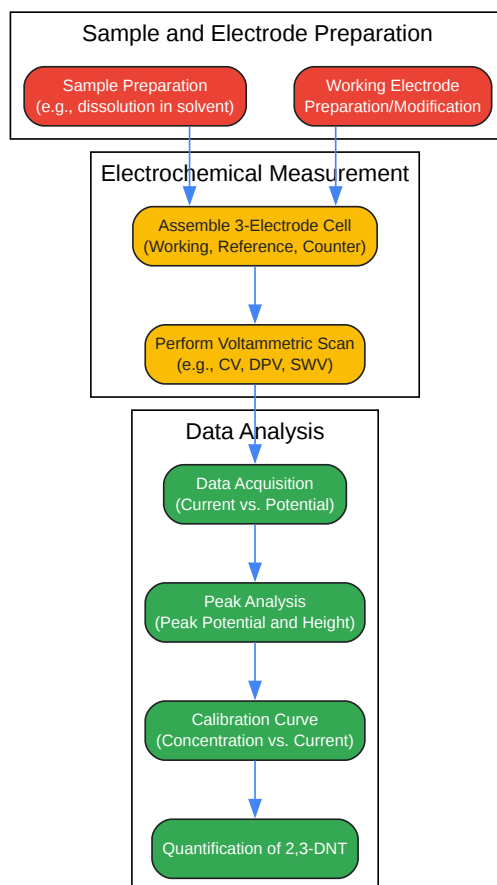 Sample and Electrode Preparation
Sample Preparation
(e.g., dissolution in solvent)
Working Electrode
Preparation/Modification
Electrochemical Measurement
Assemble 3-Electrode Cell
(Working, Reference, Counter)
Perform Voltammetric Scan
(e.g., CV, DPV, SWV)
Data Analysis
Data Acquisition
(Current vs. Potential)
Peak Analysis
(Peak Potential and Height)
Calibration Curve
(Concentration vs. Current)
Quantification of 2,3-DNT